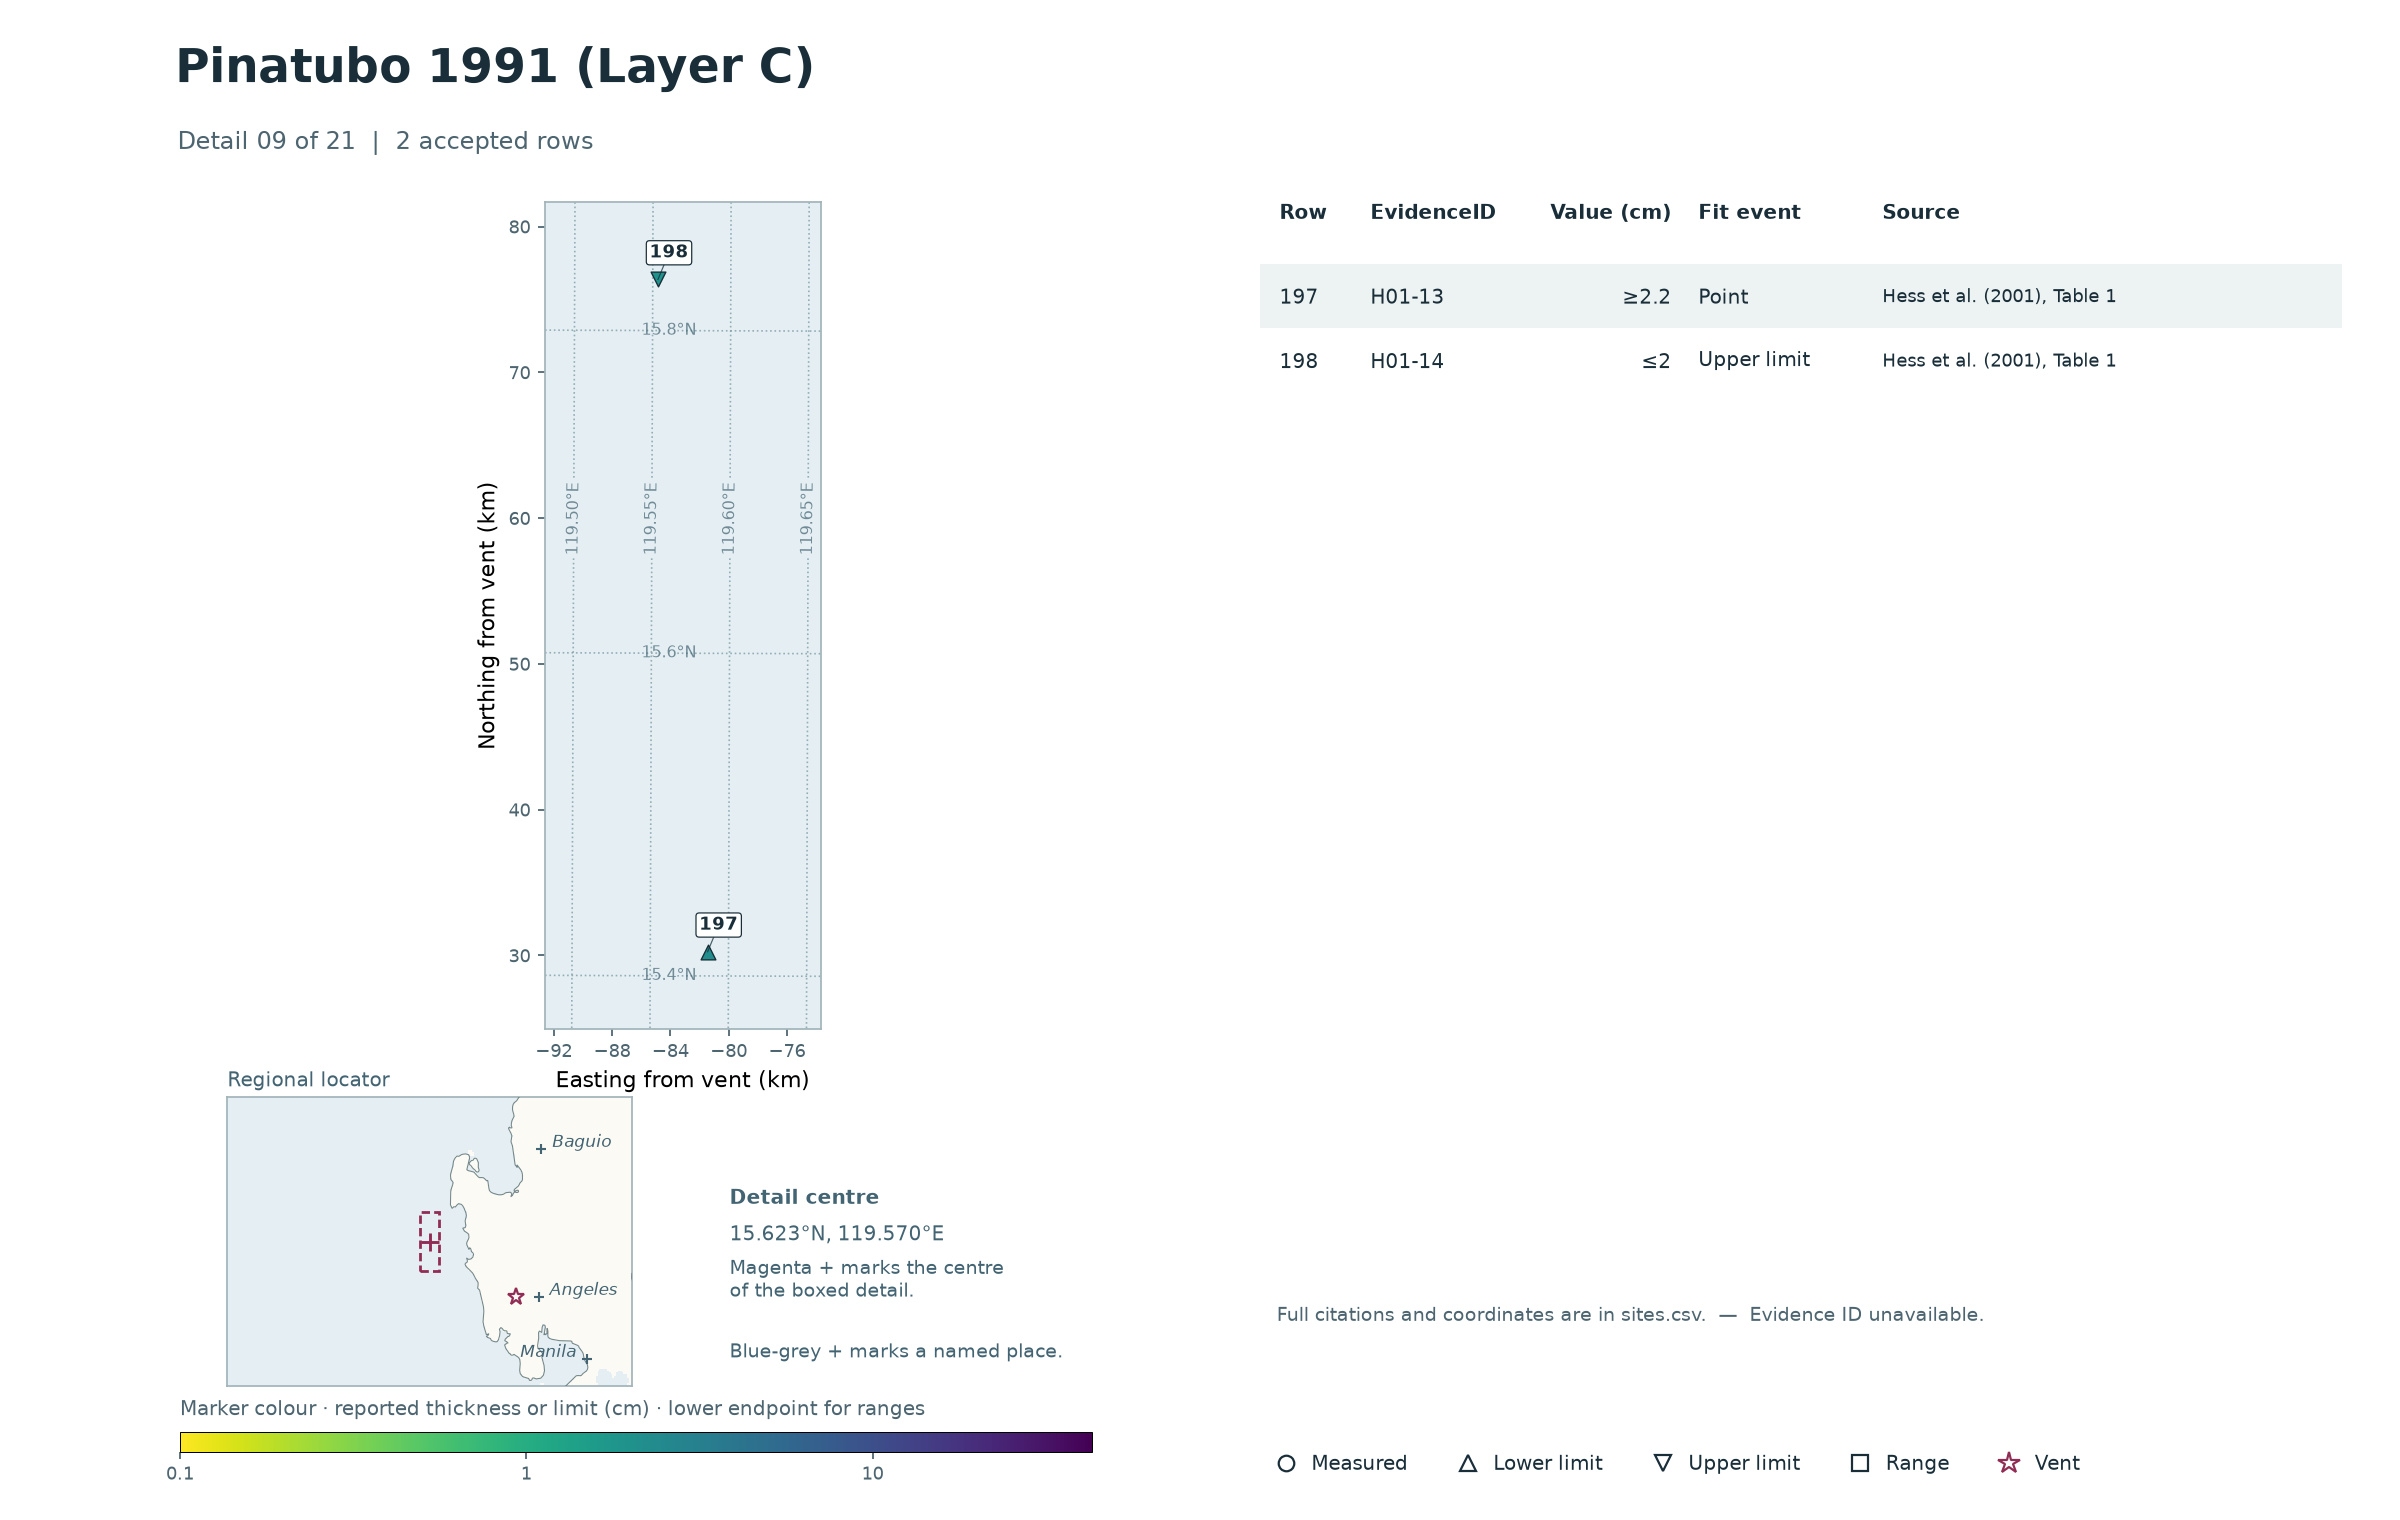 Pinatubo 1991 (Layer C)
Detail 09 of 21 | 2 accepted rows
80
70
60
50
40
30
Northing from vent (km)
198
15.8°N
119.50°E
119.55°E
119.60°E
119.65°E
15.6°N
197
15.4°N
−92 −88 −84 −80 −76
Easting from vent (km)
Row EvidenceID Value (cm) Fit event Source
197 H01-13 ≥2.2 Point Hess et al. (2001), Table 1
198 H01-14 ≤2 Upper limit Hess et al. (2001), Table 1
Regional locator
Baguio
Angeles
Manila
Detail centre
15.623°N, 119.570°E
Magenta + marks the centre
of the boxed detail.
Blue-grey + marks a named place.
Full citations and coordinates are in sites.csv. — Evidence ID unavailable.
Marker colour · reported thickness or limit (cm) · lower endpoint for ranges
0.1 1 10
Measured Lower limit Upper limit Range Vent